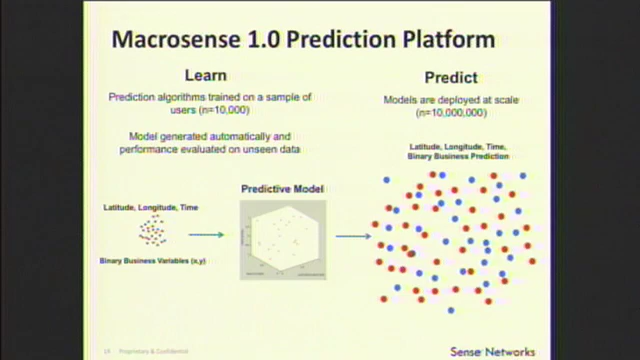 Macrosense 1.0 Prediction Platform
Learn
Prediction algorithms trained on a sample of
users (n=10,000)
Model generated automatically and
performance evaluated on unseen data
Predict
Models are deployed at scale
(n=10,000,000)
Latitude, Longitude, Time,
Binary Business Prediction
Predictive Model
Latitude, Longitude, Time
Binary Business Variables (x,y)
Proprietary & Confidential
Sense Networks